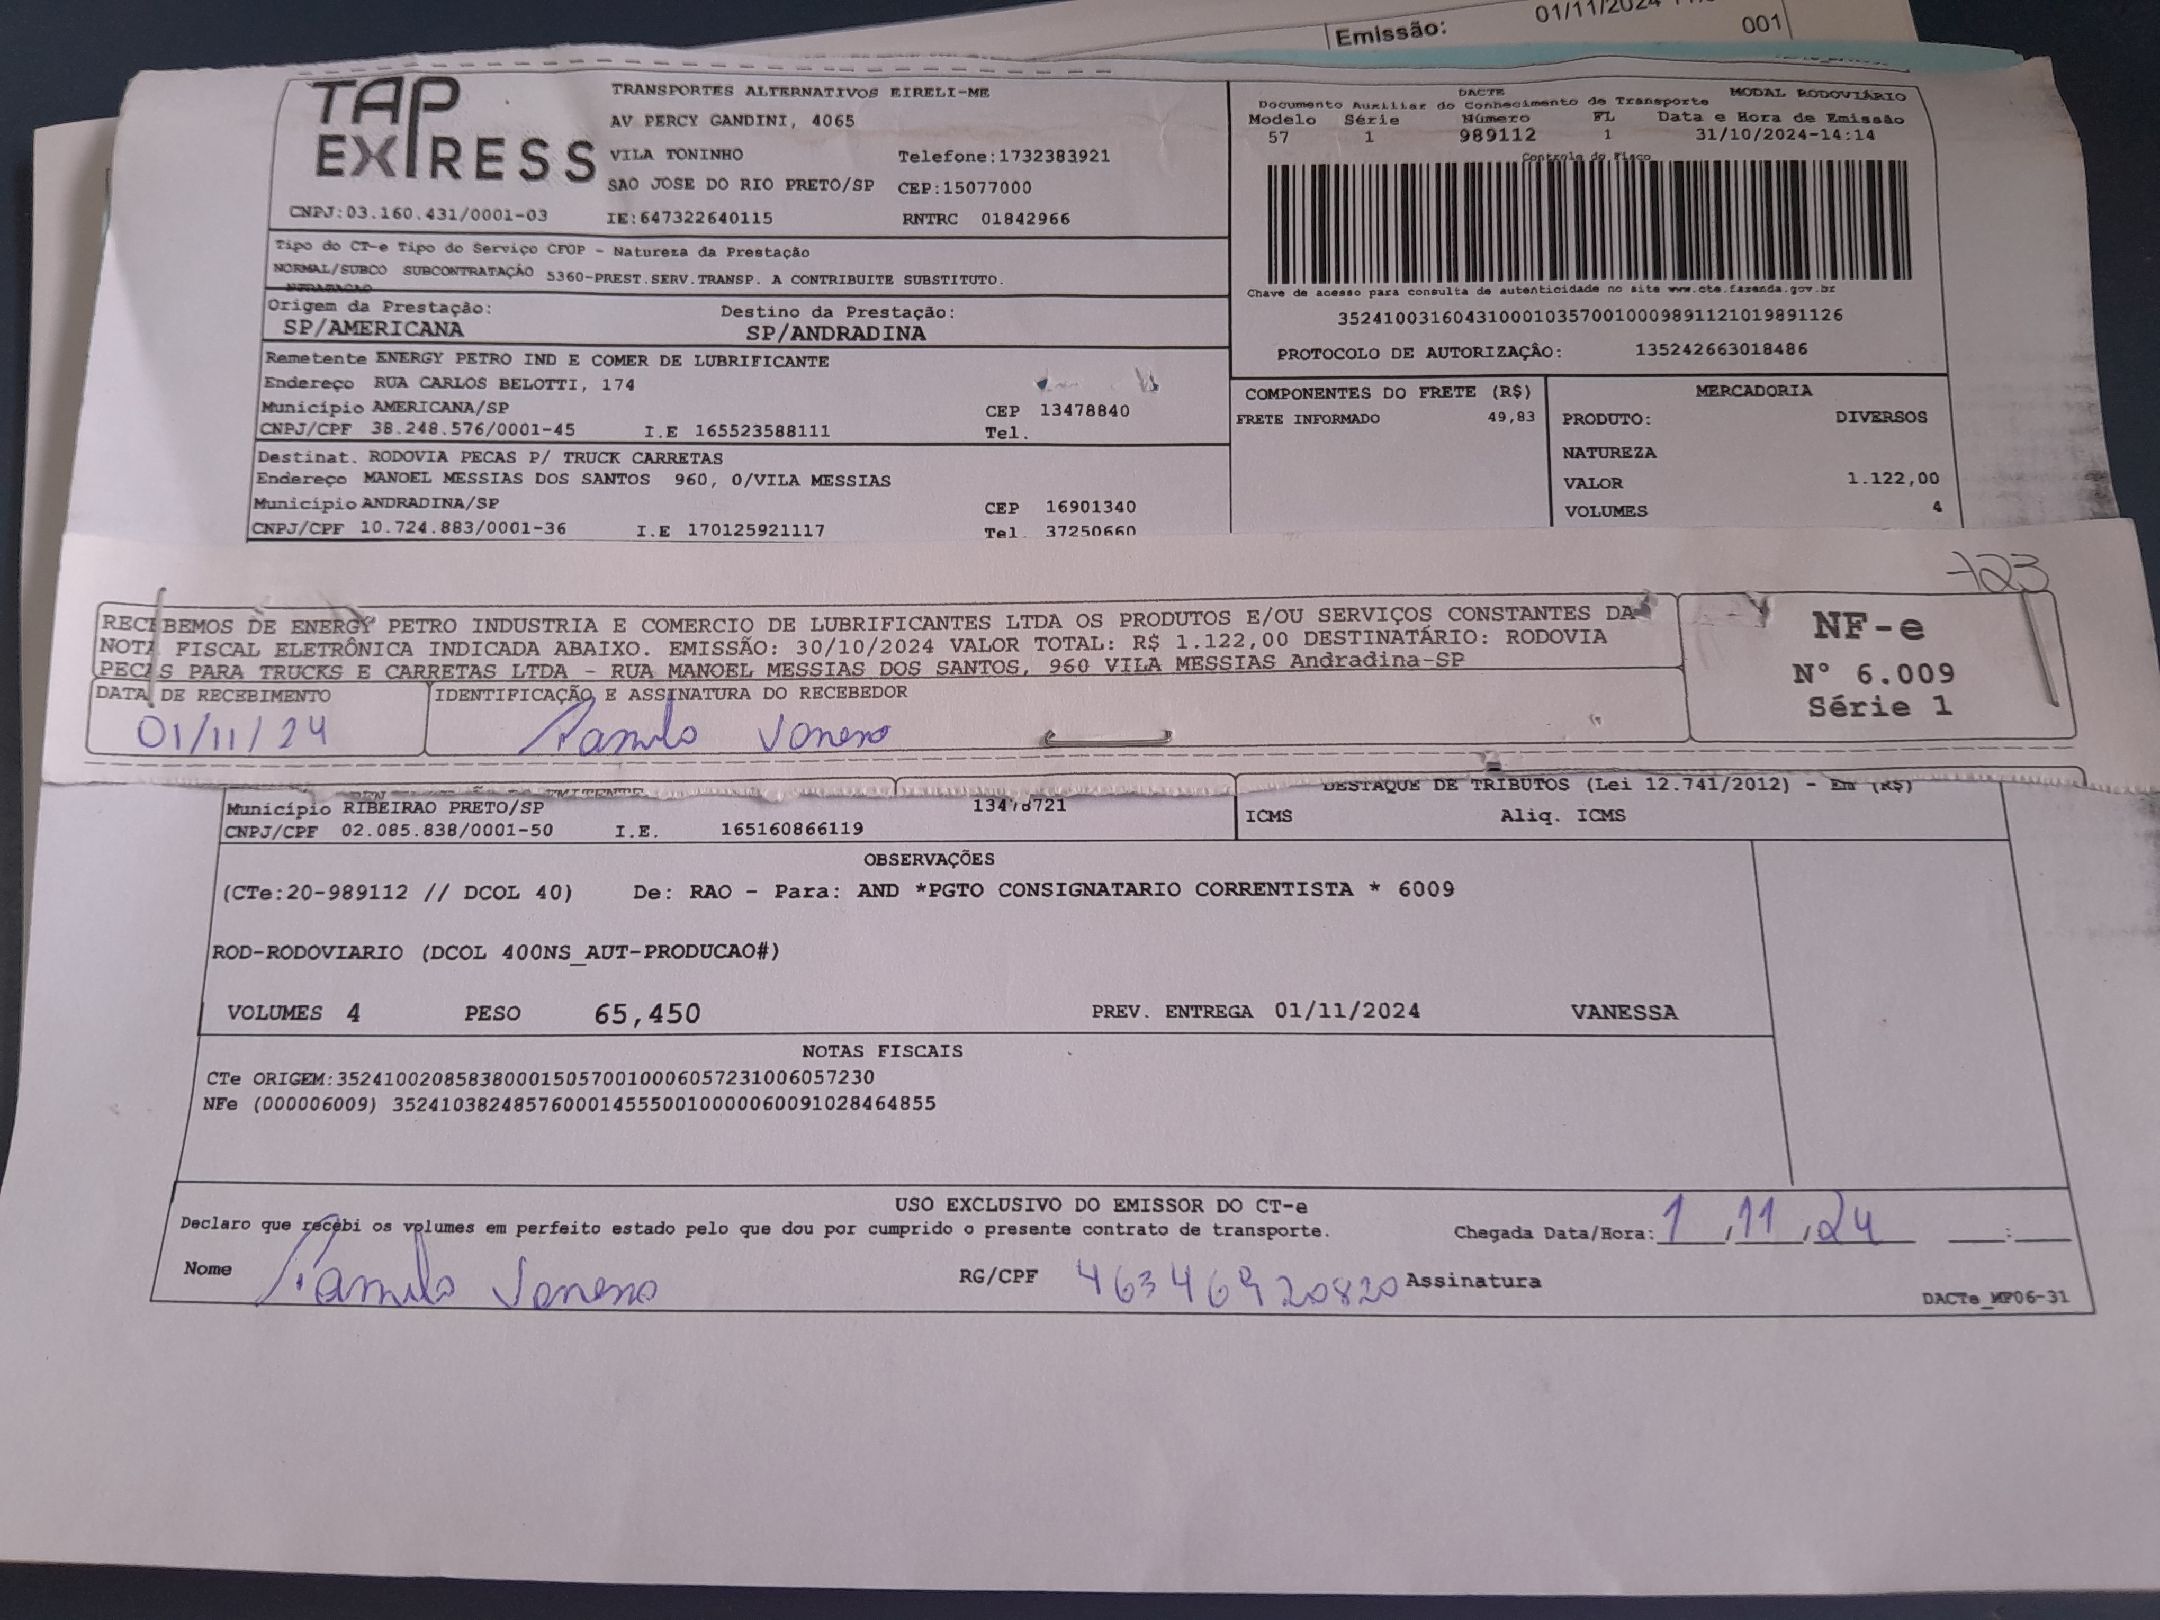 Emissão:
01/11/2024
001
TAP
EXPRESS
TRANSPORTES ALTERNATIVOS EIRELI-ME
AV PERCY GANDINI, 4065
VILA TONINHO Telefone:1732383921
SAO JOSE DO RIO PRETO/SP CEP:15077000
CNPJ:03.160.431/0001-03 IE:647322640115 RNTRC 01842966
DACTE MODAL RODOVIÁRIO
Documento Auxiliar do Conhecimento de Transporte
Modelo Série Número FL Data e Hora de Emissão
57 1 989112 1 31/10/2024-14:14
Controle do Fisco
Chave de acesso para consulta de autenticidade no site www.cte.fazenda.gov.br
35241003160431000103570010009891121019891126
PROTOCOLO DE AUTORIZAÇÃO: 135242663018486
Tipo do CT-e Tipo do Serviço CFOP - Natureza da Prestação
NORMAL/SUBCO SUBCONTRATAÇÃO 5360-PREST.SERV.TRANSP. A CONTRIBUITE SUBSTITUTO.
Origem da Prestação: Destino da Prestação:
SP/AMERICANA SP/ANDRADINA
Remetente ENERGY PETRO IND E COMER DE LUBRIFICANTE
Endereço RUA CARLOS BELOTTI, 174
Município AMERICANA/SP CEP 13478840
CNPJ/CPF 38.248.576/0001-45 I.E 165523588111 Tel.
Destinat. RODOVIA PECAS P/ TRUCK CARRETAS
Endereço MANOEL MESSIAS DOS SANTOS 960, 0/VILA MESSIAS
Município ANDRADINA/SP CEP 16901340
CNPJ/CPF 10.724.883/0001-36 I.E 170125921117 Tel 37250660
COMPONENTES DO FRETE (R$)
FRETE INFORMADO 49,83
MERCADORIA
PRODUTO: DIVERSOS
NATUREZA
VALOR 1.122,00
VOLUMES 4
723
RECEBEMOS DE ENERGY PETRO INDUSTRIA E COMERCIO DE LUBRIFICANTES LTDA OS PRODUTOS E/OU SERVIÇOS CONSTANTES DA
NOTA FISCAL ELETRÔNICA INDICADA ABAIXO. EMISSÃO: 30/10/2024 VALOR TOTAL: R$ 1.122,00 DESTINATÁRIO: RODOVIA
PECAS PARA TRUCKS E CARRETAS LTDA - RUA MANOEL MESSIAS DOS SANTOS, 960 VILA MESSIAS Andradina-SP
DATA DE RECEBIMENTO IDENTIFICAÇÃO E ASSINATURA DO RECEBEDOR
01/11/24
NF-e
N° 6.009
Série 1
DESTAQUE DE TRIBUTOS (Lei 12.741/2012) - Em (R$)
Município RIBEIRAO PRETO/SP 13478721
CNPJ/CPF 02.085.838/0001-50 I.E. 165160866119
ICMS Aliq. ICMS
OBSERVAÇÕES
(CTe:20-989112 // DCOL 40) De: RAO - Para: AND *PGTO CONSIGNATARIO CORRENTISTA * 6009
ROD-RODOVIARIO (DCOL 400NS_AUT-PRODUCAO#)
VOLUMES 4 PESO 65,450 PREV. ENTREGA 01/11/2024 VANESSA
NOTAS FISCAIS
CTe ORIGEM:35241002085838000150570010006057231006057230
NFe (000006009) 35241038248576000145550010000060091028464855
USO EXCLUSIVO DO EMISSOR DO CT-e
Declaro que recebi os volumes em perfeito estado pelo que dou por cumprido o presente contrato de transporte. Chegada Data/Hora: 1, 11, 24 :
Nome RG/CPF 46346920820 Assinatura
DACTe_MP06-31